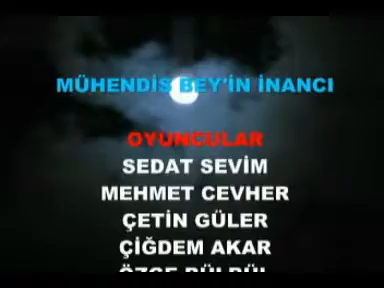 MÜHENDİS BEY'İN İNANCI
OYUNCULAR
SEDAT SEVİM
MEHMET CEVHER
ÇETİN GÜLER
ÇİĞDEM AKAR